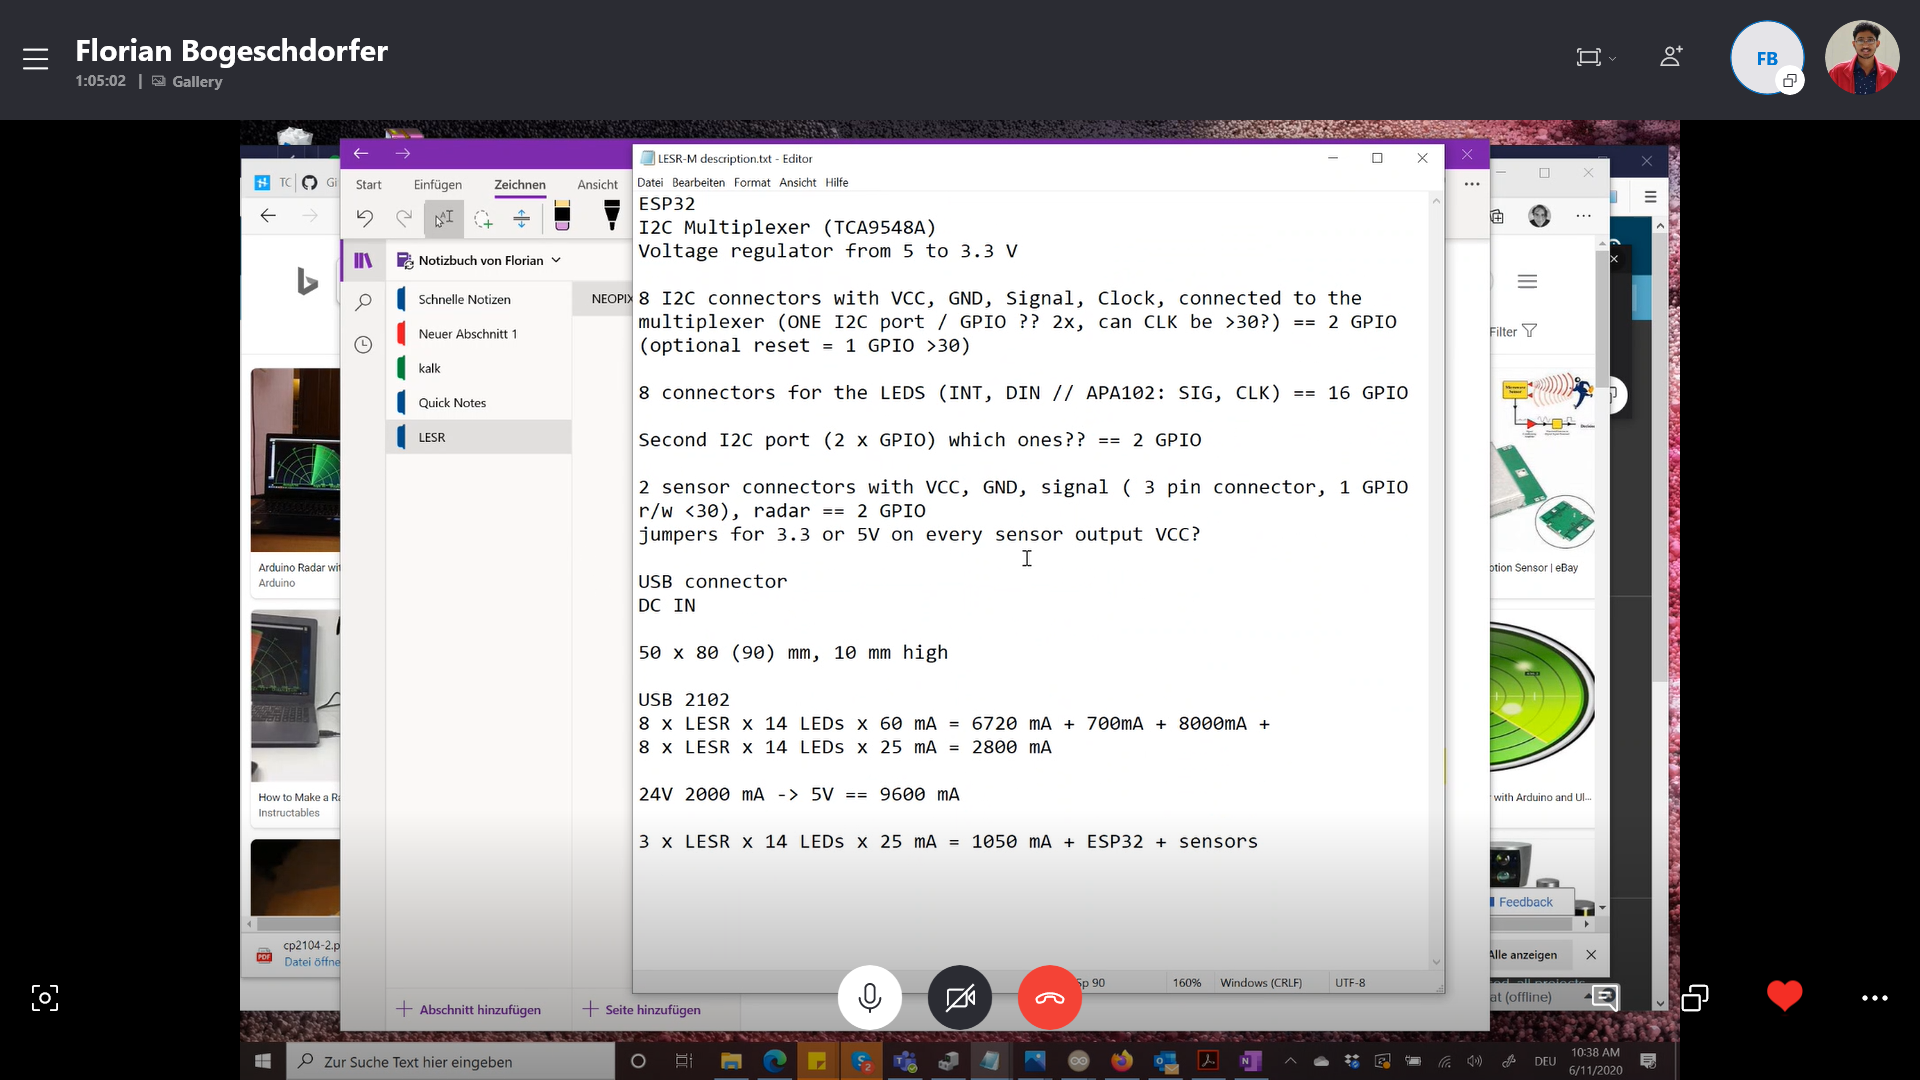 Florian Bogeschdorfer
1:05:02 | Gallery
FB
LESR-M description.txt - Editor
Datei Bearbeiten Format Ansicht Hilfe
Start Einfügen Zeichnen Ansicht
Notizbuch von Florian
Schnelle Notizen
Neuer Abschnitt 1
kalk
Quick Notes
LESR
NEOPIX
ESP32
I2C Multiplexer (TCA9548A)
Voltage regulator from 5 to 3.3 V
8 I2C connectors with VCC, GND, Signal, Clock, connected to the
multiplexer (ONE I2C port / GPIO ?? 2x, can CLK be >30?) == 2 GPIO
(optional reset = 1 GPIO >30)
8 connectors for the LEDS (INT, DIN // APA102: SIG, CLK) == 16 GPIO
Second I2C port (2 x GPIO) which ones?? == 2 GPIO
2 sensor connectors with VCC, GND, signal ( 3 pin connector, 1 GPIO
r/w <30), radar == 2 GPIO
jumpers for 3.3 or 5V on every sensor output VCC?
USB connector
DC IN
50 x 80 (90) mm, 10 mm high
USB 2102
8 x LESR x 14 LEDs x 60 mA = 6720 mA + 700mA + 8000mA +
8 x LESR x 14 LEDs x 25 mA = 2800 mA
24V 2000 mA -> 5V == 9600 mA
3 x LESR x 14 LEDs x 25 mA = 1050 mA + ESP32 + sensors
160% Windows (CRLF) UTF-8
Abschnitt hinzufügen Seite hinzufügen
TC Gi
Arduino Radar wit
Arduino
How to Make a Ra
Instructables
cp2104-2.p
Datei öffne
Filter
otion Sensor | eBay
with Arduino and Ul...
Feedback
Alle anzeigen
at (offline)
Zur Suche Text hier eingeben
DEU
10:38 AM
6/11/2020